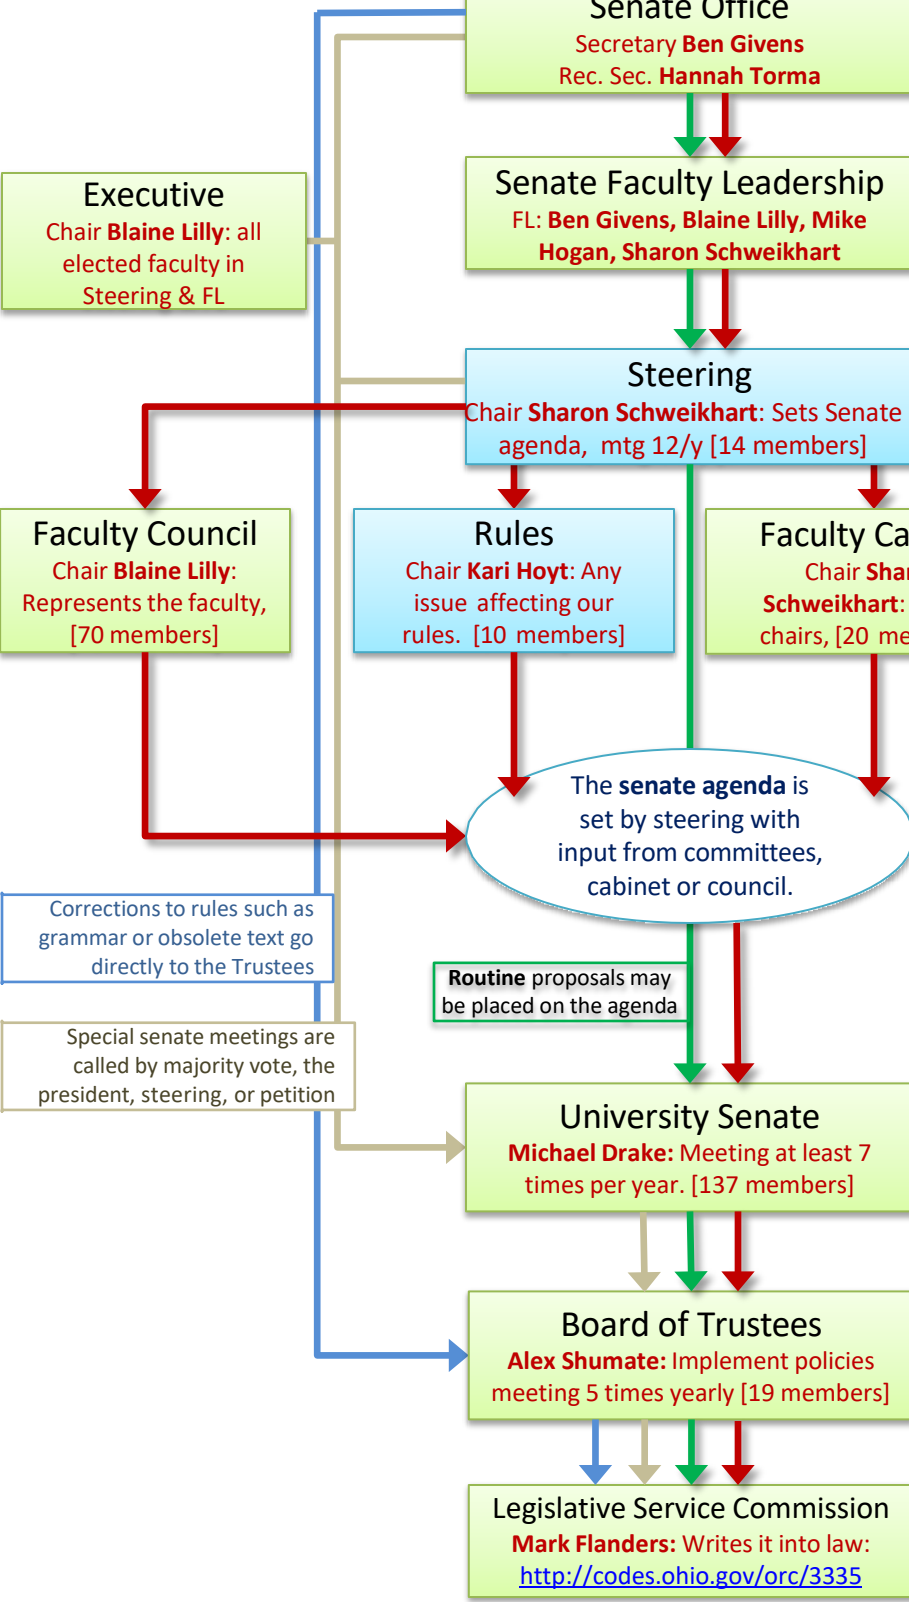 Senate Office
Secretary Ben Givens
Rec. Sec. Hannah Torma
Senate Faculty Leadership
FL: Ben Givens, Blaine Lilly, Mike
Hogan, Sharon Schweikhart
Executive
Chair Blaine Lilly: all
elected faculty in
Steering & FL
Steering
Chair Sharon Schweikhart: Sets Senate
agenda, mtg 12/y [14 members]
Faculty Council
Chair Blaine Lilly:
Represents the faculty,
[70 members]
Rules
Chair Kari Hoyt: Any
issue affecting our
rules. [10 members]
Faculty Ca
Chair Shar
Schweikhart:
chairs, [20 me
The senate agenda is
set by steering with
input from committees,
cabinet or council.
Corrections to rules such as
grammar or obsolete text go
directly to the Trustees
Routine proposals may
be placed on the agenda
Special senate meetings are
called by majority vote, the
president, steering, or petition
University Senate
Michael Drake: Meeting at least 7
times per year. [137 members]
Board of Trustees
Alex Shumate: Implement policies
meeting 5 times yearly [19 members]
Legislative Service Commission
Mark Flanders: Writes it into law:
http://codes.ohio.gov/orc/3335